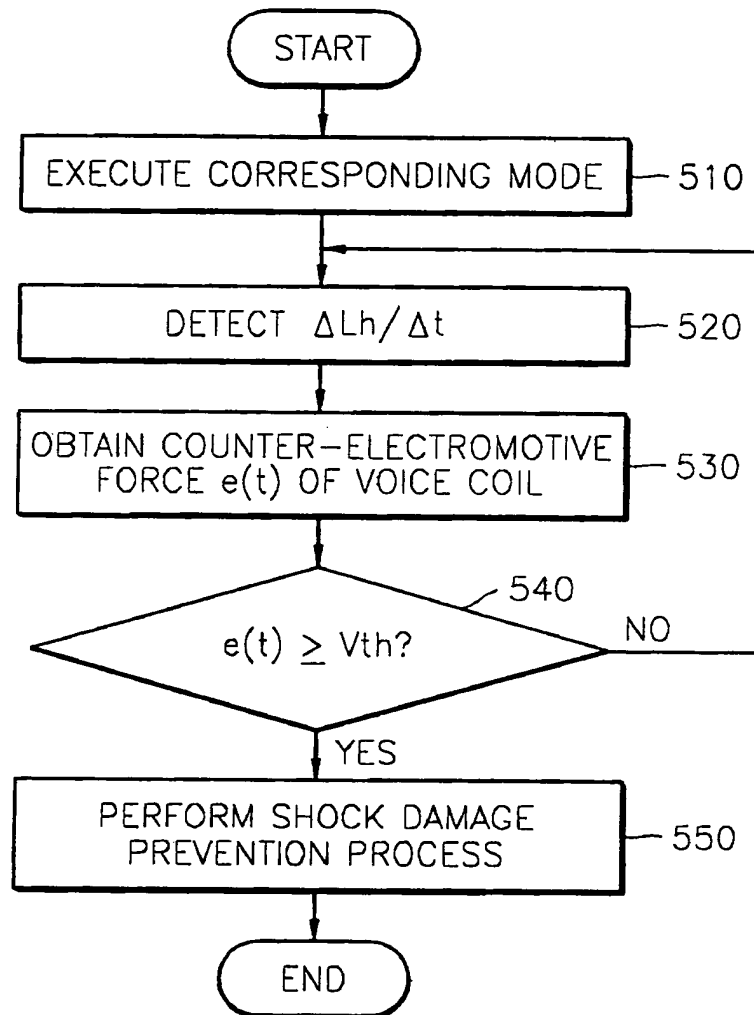 START
EXECUTE CORRESPONDING MODE
510
DETECT ΔLh/Δt
520
OBTAIN COUNTER-ELECTROMOTIVE
FORCE e(t) OF VOICE COIL
530
540
e(t) ≥ Vth?
NO
YES
PERFORM SHOCK DAMAGE
PREVENTION PROCESS
550
END